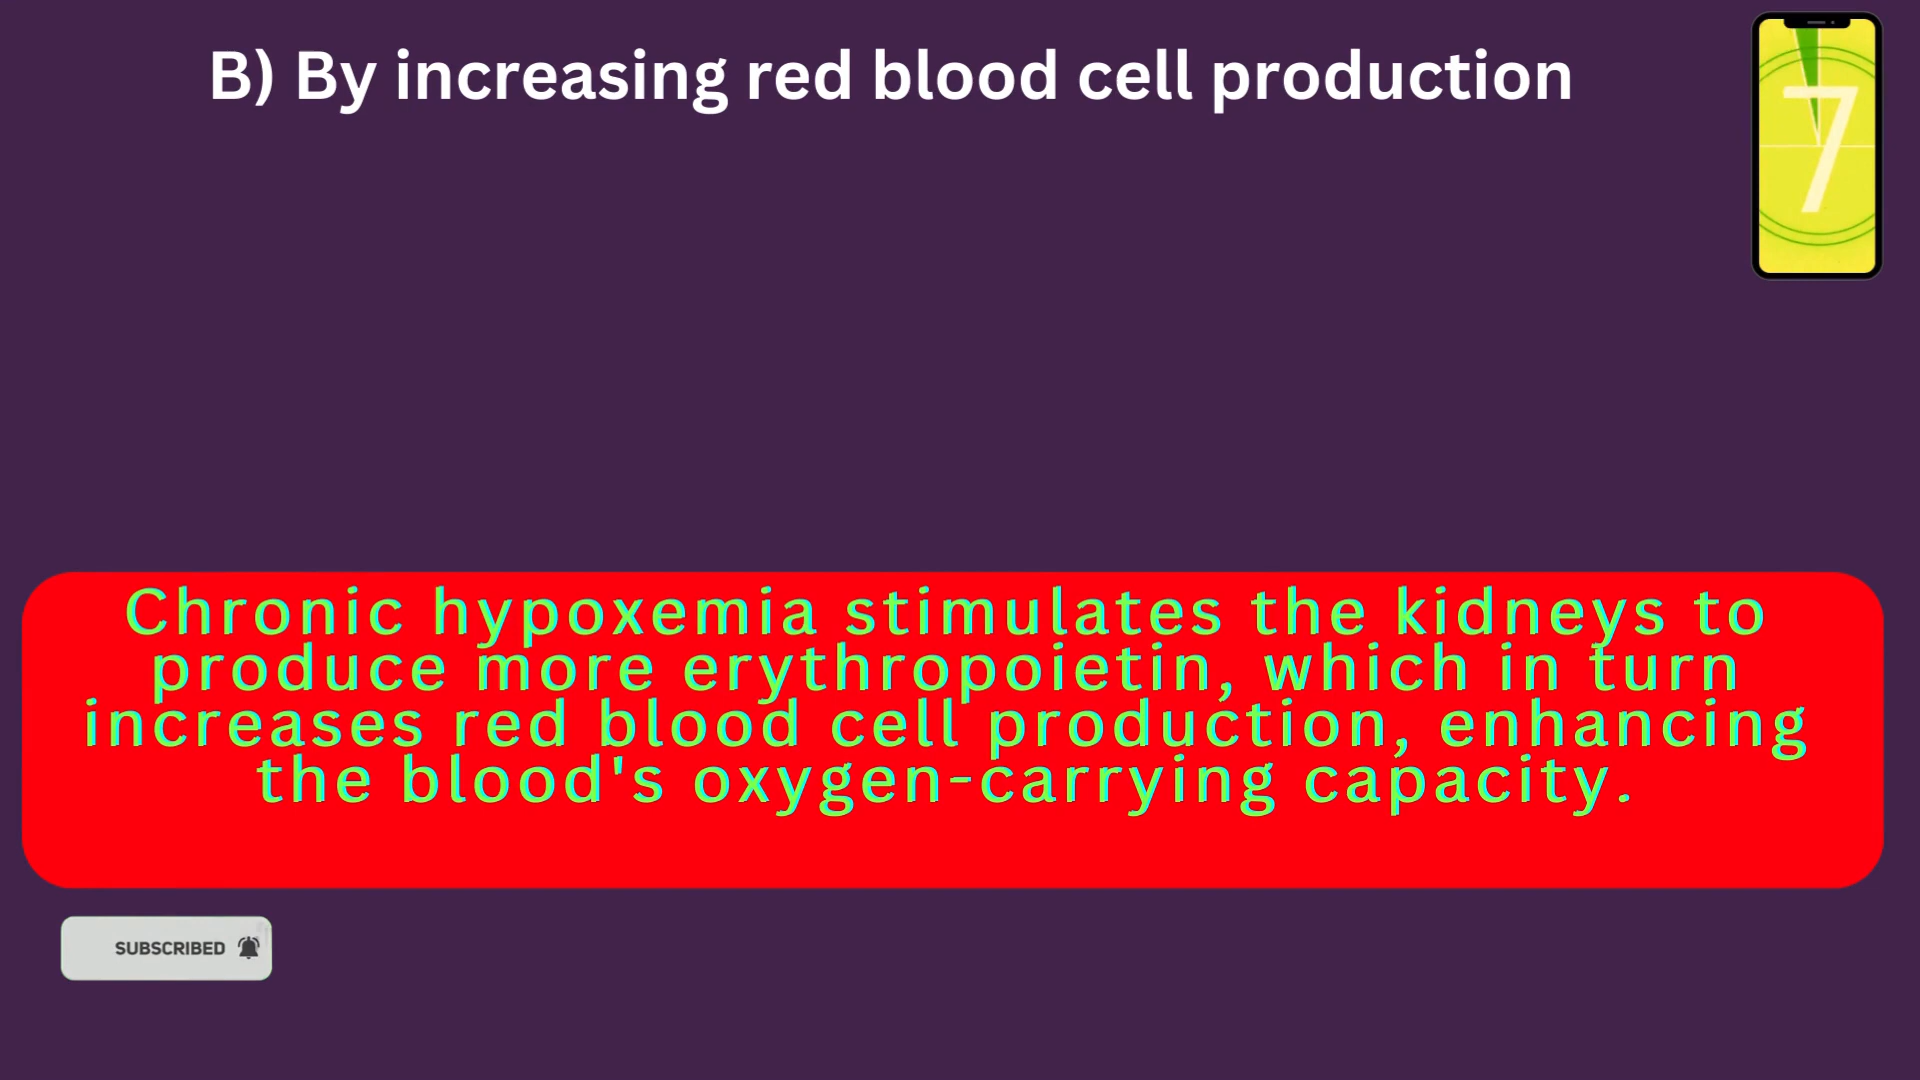 B) By increasing red blood cell production
7
Chronic hypoxemia stimulates the kidneys to
produce more erythropoietin, which in turn
increases red blood cell production, enhancing
the blood's oxygen-carrying capacity.
SUBSCRIBED